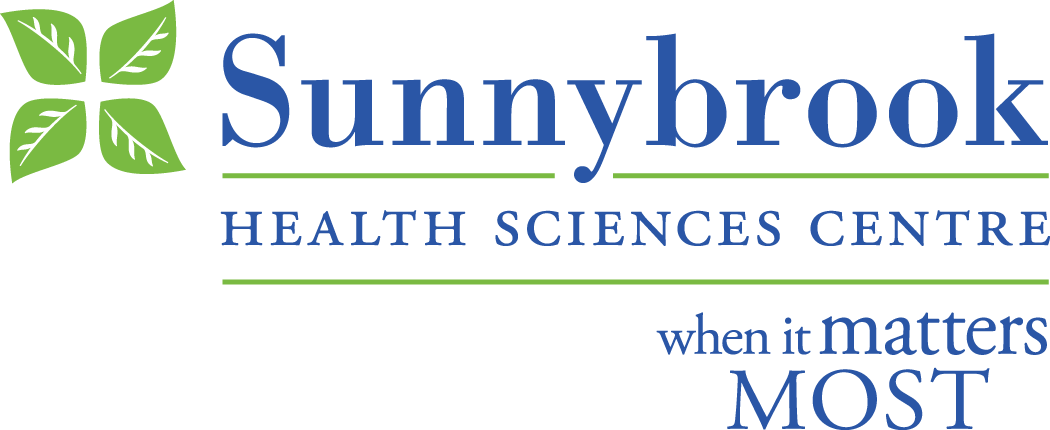 Sunnybrook
HEALTH SCIENCES CENTRE
when it matters
MOST